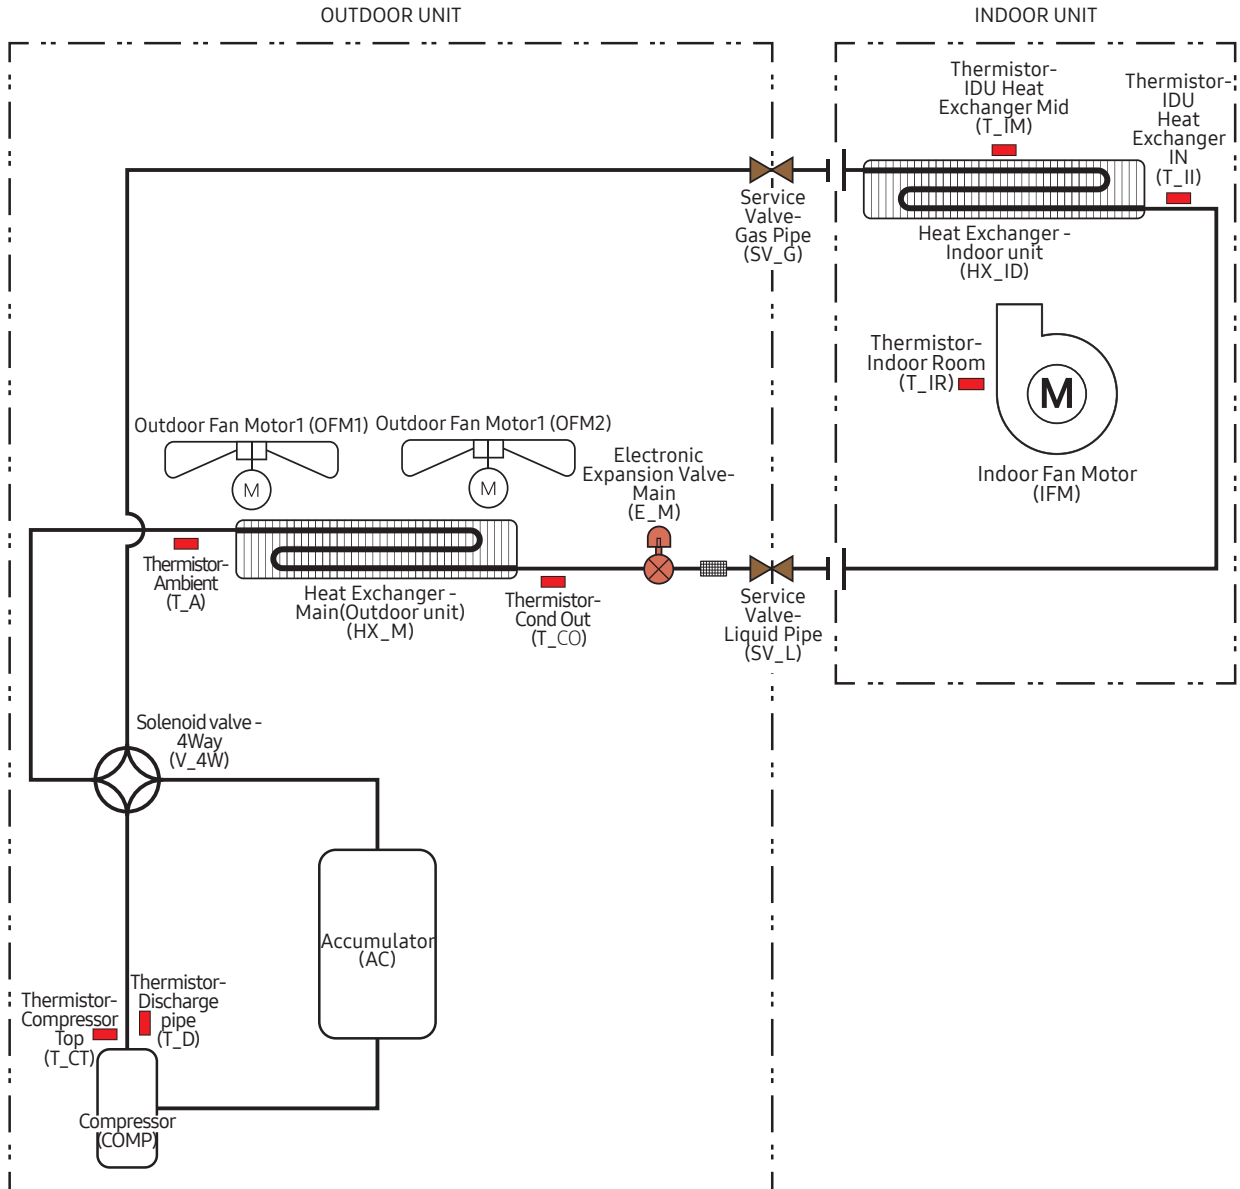 OUTDOOR UNIT
INDOOR UNIT
Thermistor-
IDU Heat
Exchanger Mid
(T_IM)
Thermistor-
IDU
Heat
Exchanger
IN
(T_II)
Service
Valve-
Gas Pipe
(SV_G)
Heat Exchanger -
Indoor unit
(HX_ID)
Thermistor-
Indoor Room
(T_IR)
M
Indoor Fan Motor
(IFM)
Outdoor Fan Motor1 (OFM1)
M
Outdoor Fan Motor1 (OFM2)
M
Electronic
Expansion Valve-
Main
(E_M)
Thermistor-
Ambient
(T_A)
Heat Exchanger -
Main(Outdoor unit)
(HX_M)
Thermistor-
Cond Out
(T_CO)
Service
Valve-
Liquid Pipe
(SV_L)
Solenoid valve -
4Way
(V_4W)
Accumulator
(AC)
Thermistor-
Compressor
Top
(T_CT)
Thermistor-
Discharge
pipe
(T_D)
Compressor
(COMP)